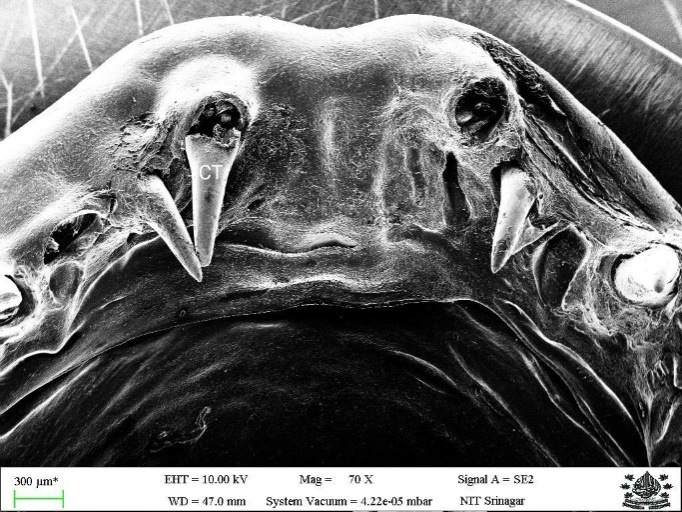 CT
300 µm*
EHT = 10.00 kV
Mag = 70 X
Signal A = SE2
WD = 47.0 mm
System Vacuum = 4.22e-05 mbar
NIT Srinagar